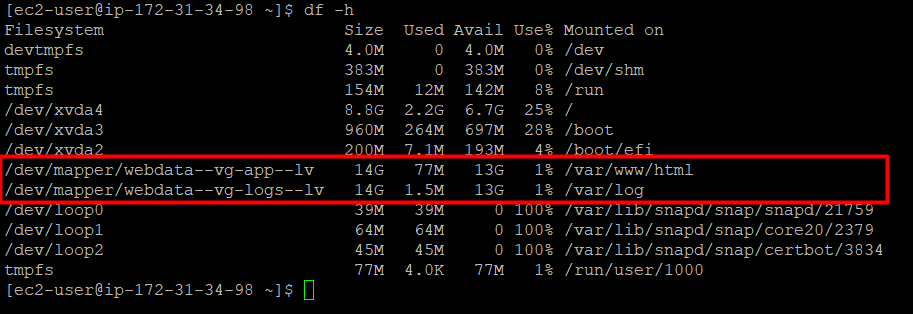 [ec2-user@ip-172-31-34-98 ~]$ df -h
Filesystem                        Size  Used Avail Use% Mounted on
devtmpfs                          4.0M     0  4.0M   0% /dev
tmpfs                             383M     0  383M   0% /dev/shm
tmpfs                             154M   12M  142M   8% /run
/dev/xvda4                        8.8G  2.2G  6.7G  25% /
/dev/xvda3                        960M  264M  697M  28% /boot
/dev/xvda2                        200M  7.1M  193M   4% /boot/efi
/dev/mapper/webdata--vg-app--lv    14G   77M   13G   1% /var/www/html
/dev/mapper/webdata--vg-logs--lv   14G  1.5M   13G   1% /var/log
/dev/loop0                         39M   39M     0 100% /var/lib/snapd/snap/snapd/21759
/dev/loop1                         64M   64M     0 100% /var/lib/snapd/snap/core20/2379
/dev/loop2                         45M   45M     0 100% /var/lib/snapd/snap/certbot/3834
tmpfs                              77M  4.0K   77M   1% /run/user/1000
[ec2-user@ip-172-31-34-98 ~]$